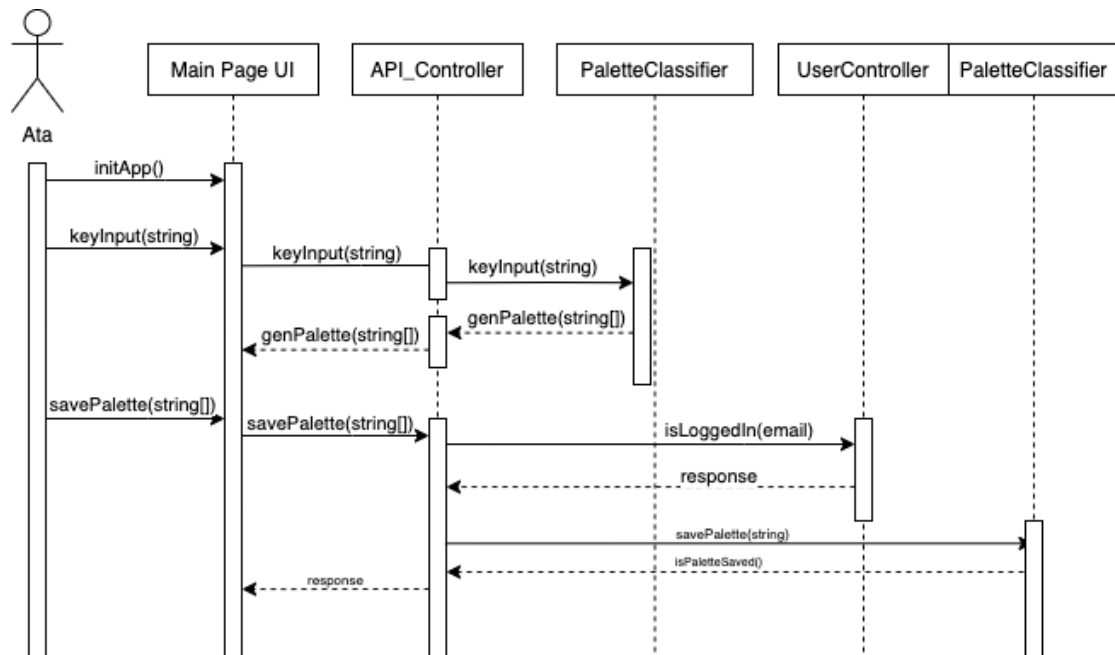 Main Page UI
API_Controller
PaletteClassifier
UserController
PaletteClassifier
Ata
initApp()
keyInput(string)
keyInput(string)
keyInput(string)
genPalette(string[])
genPalette(string[])
savePalette(string[])
savePalette(string[])
isLoggedIn(email)
response
savePalette(string)
isPaletteSaved()
response